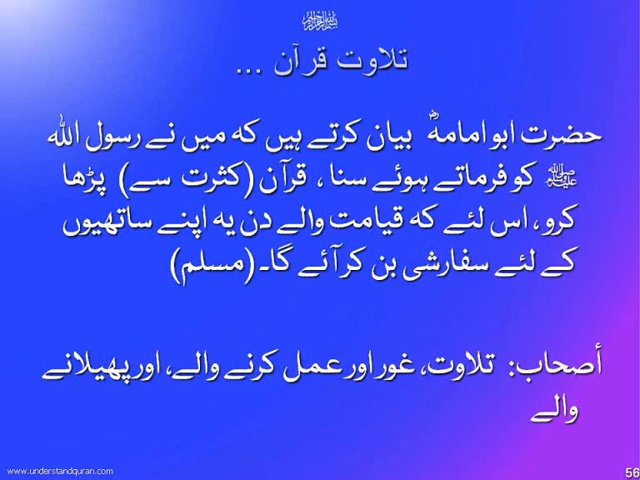 ﷽
تلاوت قرآن ...
حضرت ابو امامہؓ بیان کرتے ہیں کہ میں نے رسول اللہ
ﷺ کو فرماتے ہوئے سنا ، قرآن (کثرت سے) پڑھا
کرو ، اس لئے کہ قیامت والے دن یہ اپنے ساتھیوں
کے لئے سفارشی بن کر آئے گا۔ (مسلم)
أصحاب: تلاوت، غور اور عمل کرنے والے، اور پھیلانے
والے
www.understandquran.com
56